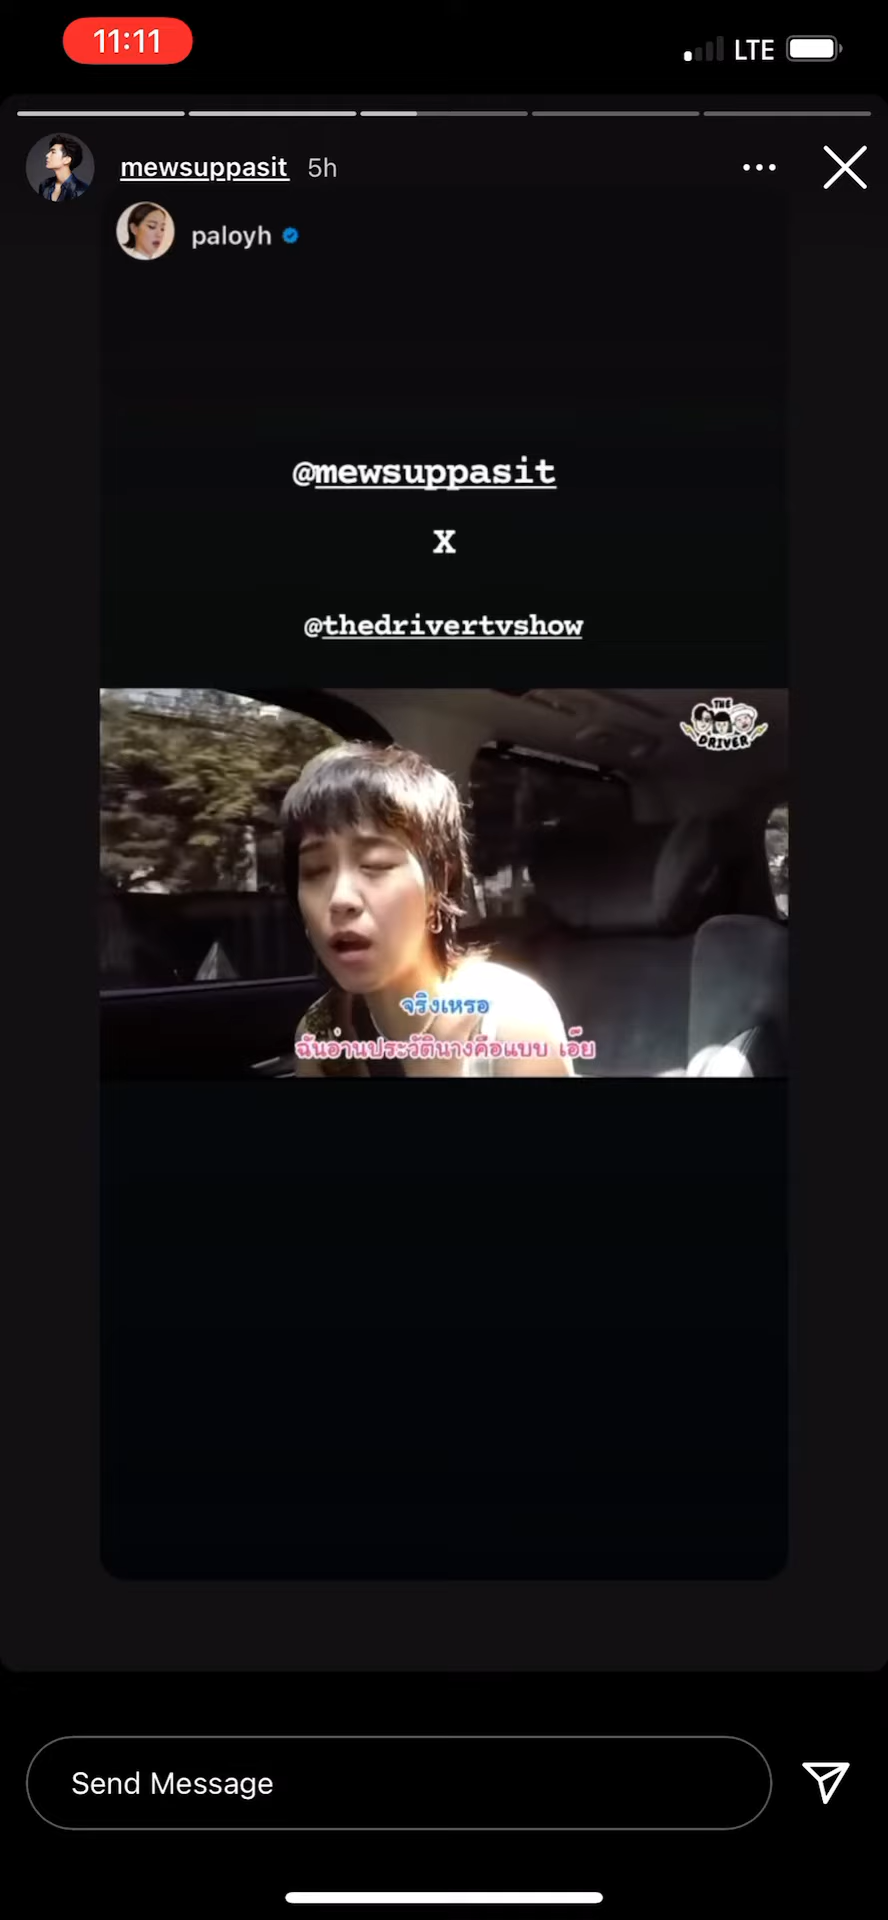 11:11
LTE
mewsuppasit 5h
paloyh
@mewsuppasit
X
@thedrivertvshow
THE
DRIVER
จริงเหรอ
ฉันอ่านประวัตินางคือแบบ เอ๊ย
Send Message